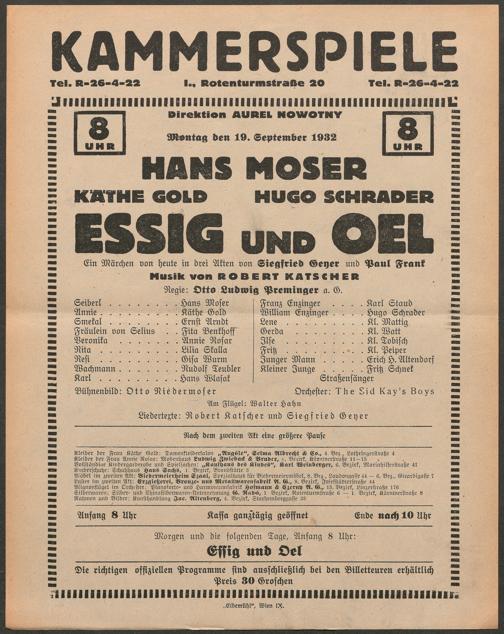 KAMMERSPIELE
Tel. R-26-4-22 I., Rotenturmstraße 20 Tel. R-26-4-22
Direktion AUREL NOWOTNY
8 UHR
8 UHR
Montag den 19. September 1932
HANS MOSER
KÄTHE GOLD HUGO SCHRADER
ESSIG UND OEL
Ein Märchen von heute in drei Akten von Siegfried Geyer und Paul Frank
Musik von ROBERT KATSCHER
Regie: Otto Ludwig Preminger a. G.
Seiberl . . . . . . . . Hans Moser
Annie . . . . . . . . Käthe Gold
Smekal . . . . . . . . Ernst Arndt
Fräulein von Selius . . Fita Benkhoff
Veronika . . . . . . Annie Rosar
Rita . . . . . . . . Lilia Skalla
Resi . . . . . . . . Gisa Wurm
Wachmann . . . . . . Rudolf Teubler
Karl . . . . . . . . Hans Wlasak
Franz Enzinger . . . . Karl Skraup
William Enzinger . . . Hugo Schrader
Lene . . . . . . . . Kl. Mattig
Gerda . . . . . . . . Kl. Watt
Ilse . . . . . . . . Kl. Tobisch
Fritz . . . . . . . . Kl. Peiper
Junger Mann . . . . . Erich H. Altendorf
Kleiner Junge . . . . Fritz Schnek
Straßensänger
Bühnenbild: Otto Niedermoser Orchester: The Sid Kay's Boys
Am Flügel: Walter Hahn
Liedertexte: Robert Katscher und Siegfried Geyer
Nach dem zweiten Akt eine größere Pause
Anfang 8 Uhr Kassa ganztägig geöffnet Ende nach 10 Uhr
Morgen und die folgenden Tage, Anfang 8 Uhr:
Essig und Oel
Die richtigen offiziellen Programme sind ausschließlich bei den Billetteuren erhältlich
Preis 30 Groschen
„Eibemühl", Wien IX.